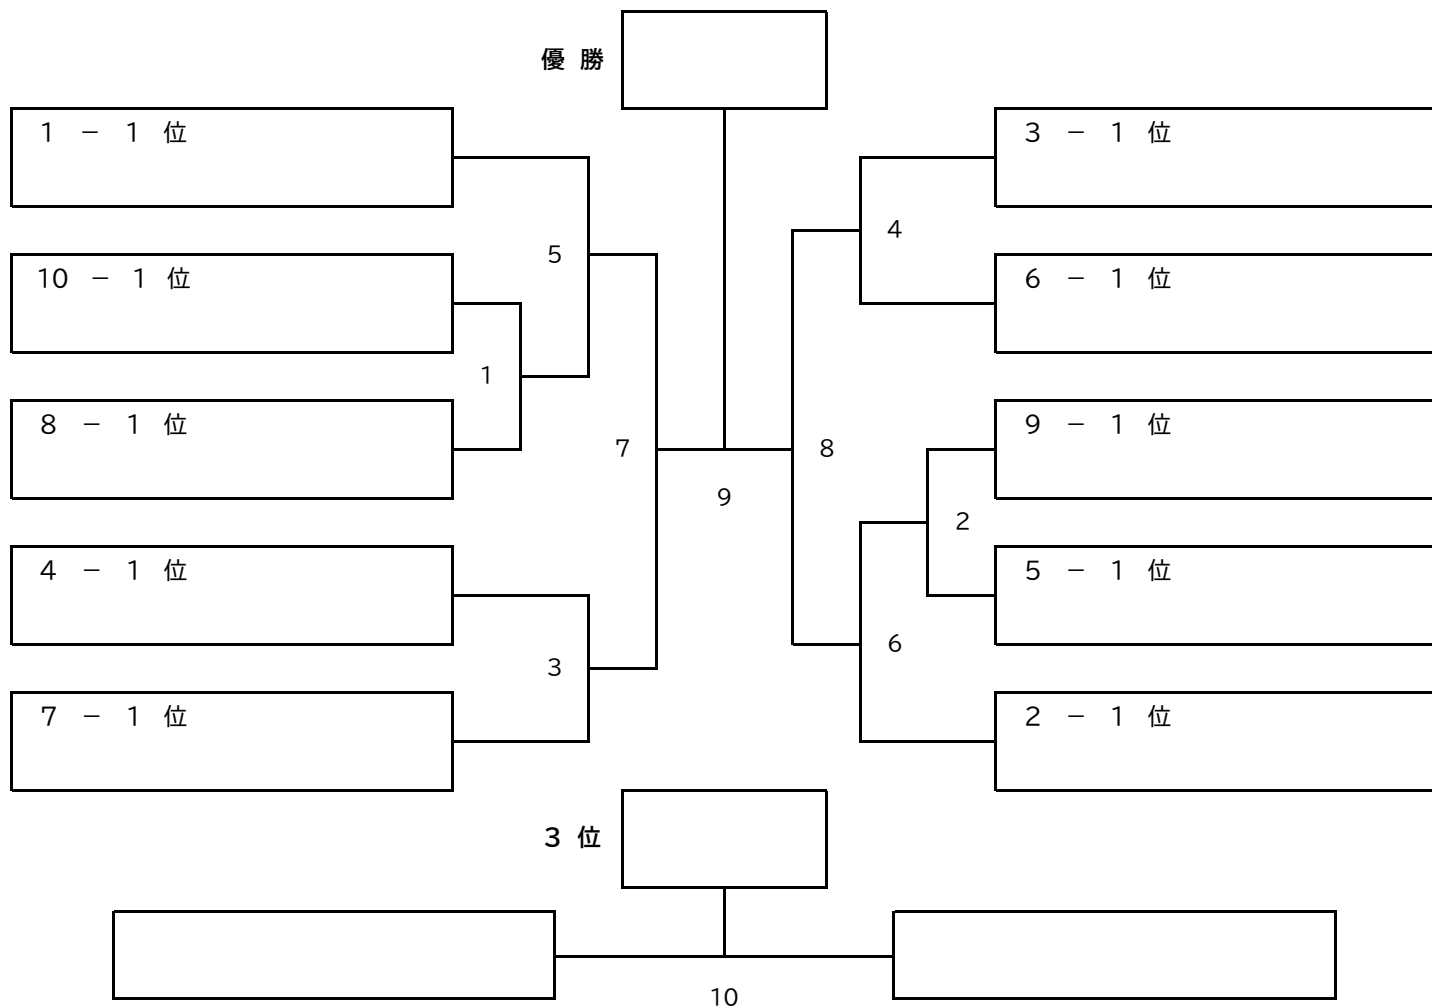 優 勝
１ － １ 位
10 － １ 位
８ － １ 位
４ － １ 位
７ － １ 位
5
1
7
3
9
3 － 1 位
6 － 1 位
9 － 1 位
5 － 1 位
2 － 1 位
4
8
2
6
３ 位
10